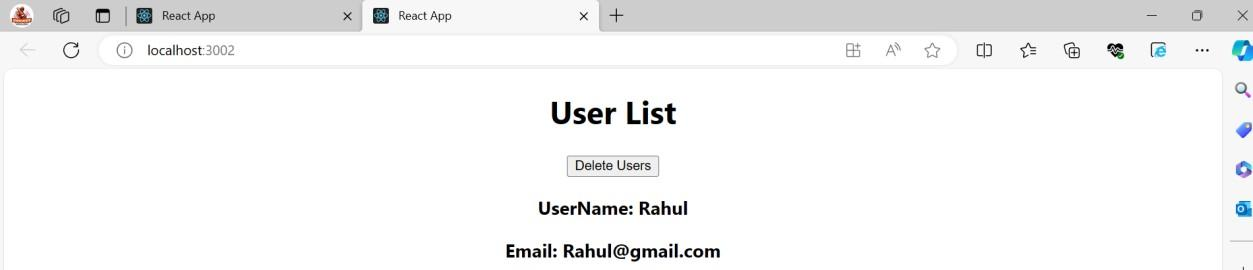 React App
React App
localhost:3002
User List
Delete Users
UserName: Rahul
Email: Rahul@gmail.com